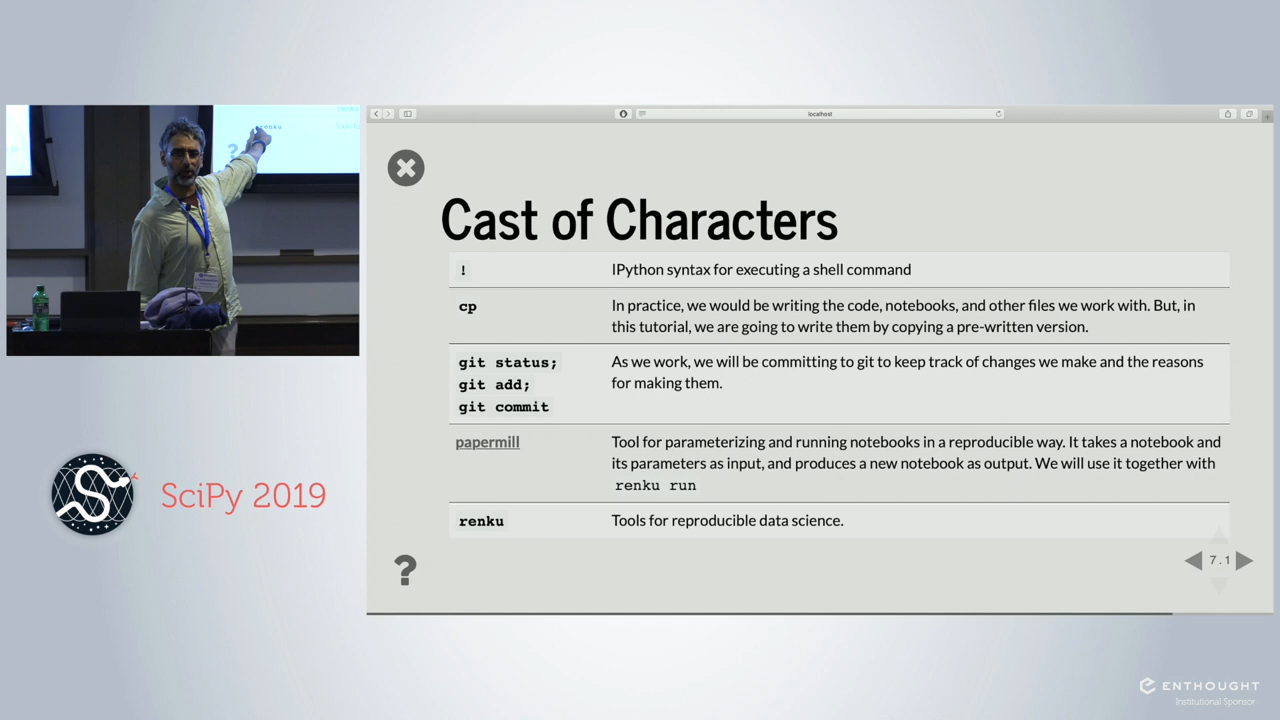 localhost
Cast of Characters
! IPython syntax for executing a shell command
cp In practice, we would be writing the code, notebooks, and other files we work with. But, in
this tutorial, we are going to write them by copying a pre-written version.
git status; As we work, we will be committing to git to keep track of changes we make and the reasons
git add; for making them.
git commit
papermill Tool for parameterizing and running notebooks in a reproducible way. It takes a notebook and
its parameters as input, and produces a new notebook as output. We will use it together with
renku run
renku Tools for reproducible data science.
?
7.1
renku
?
SciPy 2019
ENTHOUGHT
Institutional Sponsor